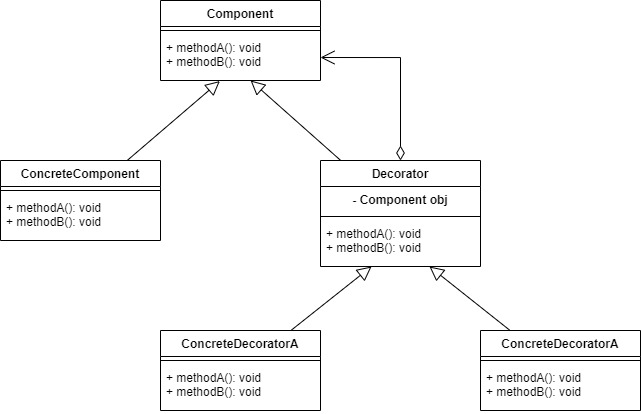 Component
+ methodA(): void
+ methodB(): void
ConcreteComponent
+ methodA(): void
+ methodB(): void
Decorator
- Component obj
+ methodA(): void
+ methodB(): void
ConcreteDecoratorA
+ methodA(): void
+ methodB(): void
ConcreteDecoratorA
+ methodA(): void
+ methodB(): void